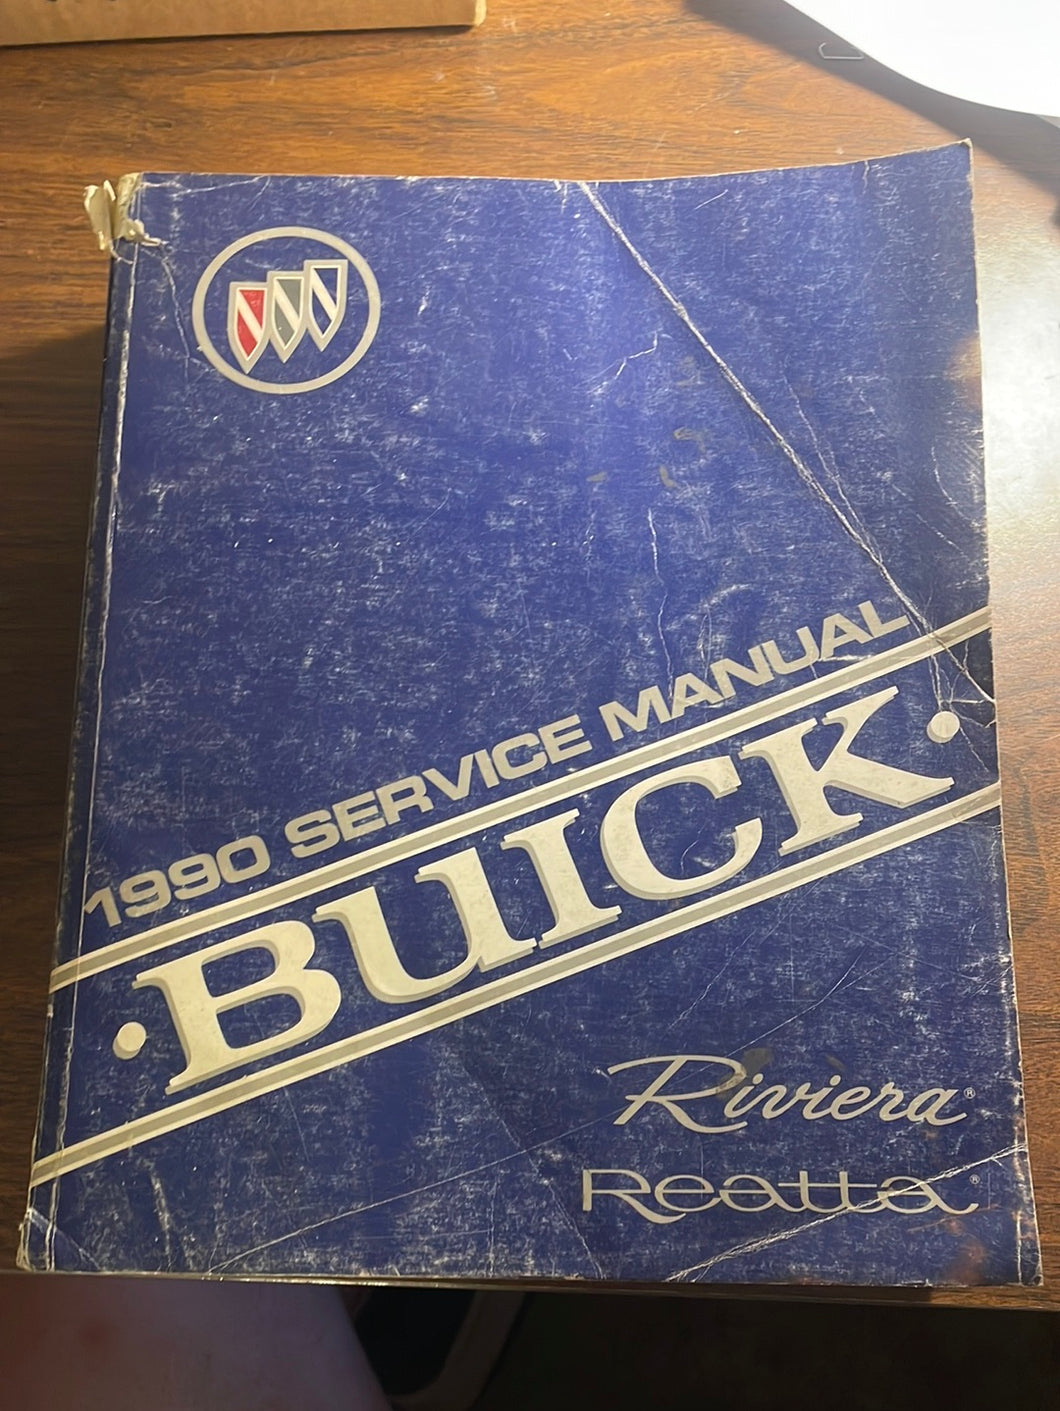 1990 SERVICE MANUAL
•BUICK•
Riviera®
Reatta®